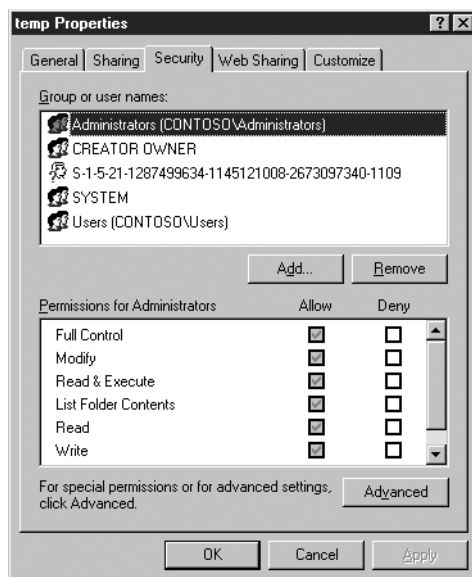 temp Properties
General Sharing Security Web Sharing Customize
Group or user names:
Administrators (CONTOSO\Administrators)
CREATOR OWNER
S-1-5-21-1287499634-1145121008-2673097340-1109
SYSTEM
Users (CONTOSO\Users)
Add... Remove
Permissions for Administrators Allow Deny
Full Control
Modify
Read & Execute
List Folder Contents
Read
Write
For special permissions or for advanced settings,
click Advanced.
Advanced
OK Cancel Apply